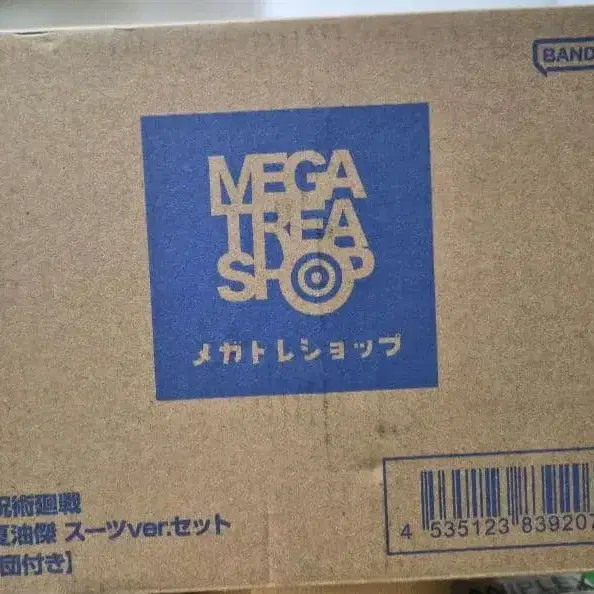 BAND
MEGA
TREA
SHOP
メガトレショップ
呪術廻戦
夏油傑 スーツver.セット
団付き】
4 535123 839207